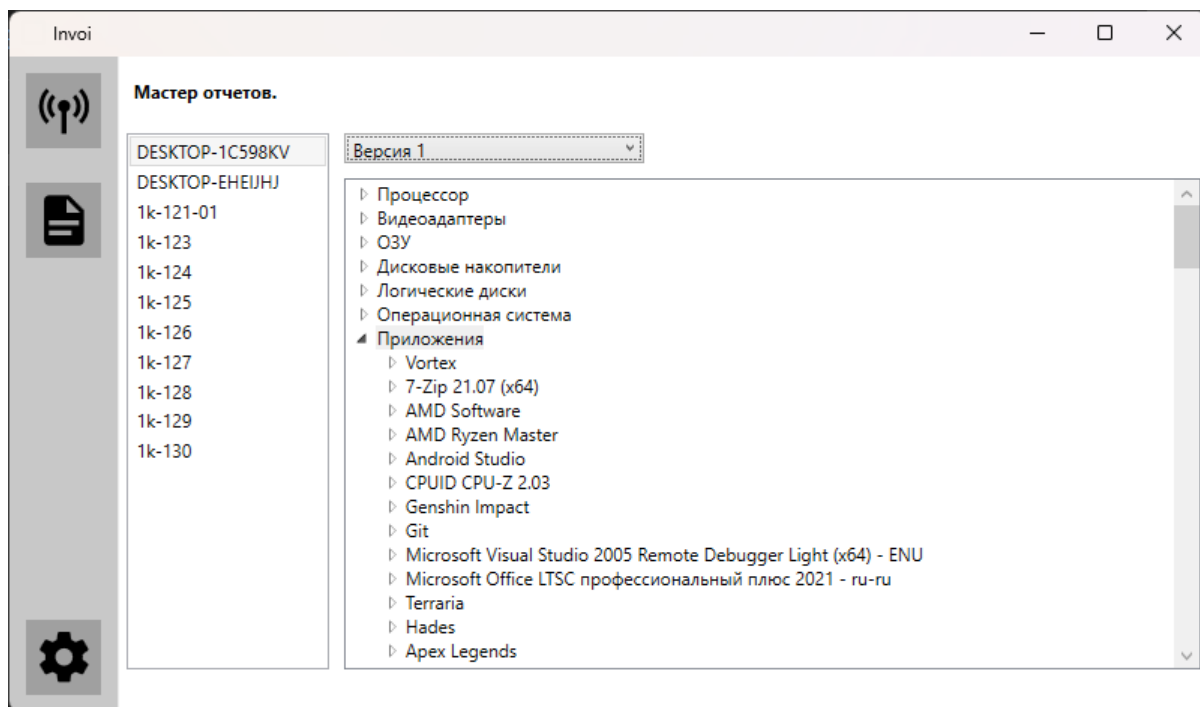 Invoi
Мастер отчетов.
DESKTOP-1C598KV
DESKTOP-EHEIJHJ
1k-121-01
1k-123
1k-124
1k-125
1k-126
1k-127
1k-128
1k-129
1k-130
Версия 1
Процессор
Видеоадаптеры
ОЗУ
Дисковые накопители
Логические диски
Операционная система
Приложения
Vortex
7-Zip 21.07 (x64)
AMD Software
AMD Ryzen Master
Android Studio
CPUID CPU-Z 2.03
Genshin Impact
Git
Microsoft Visual Studio 2005 Remote Debugger Light (x64) - ENU
Microsoft Office LTSC профессиональный плюс 2021 - ru-ru
Terraria
Hades
Apex Legends